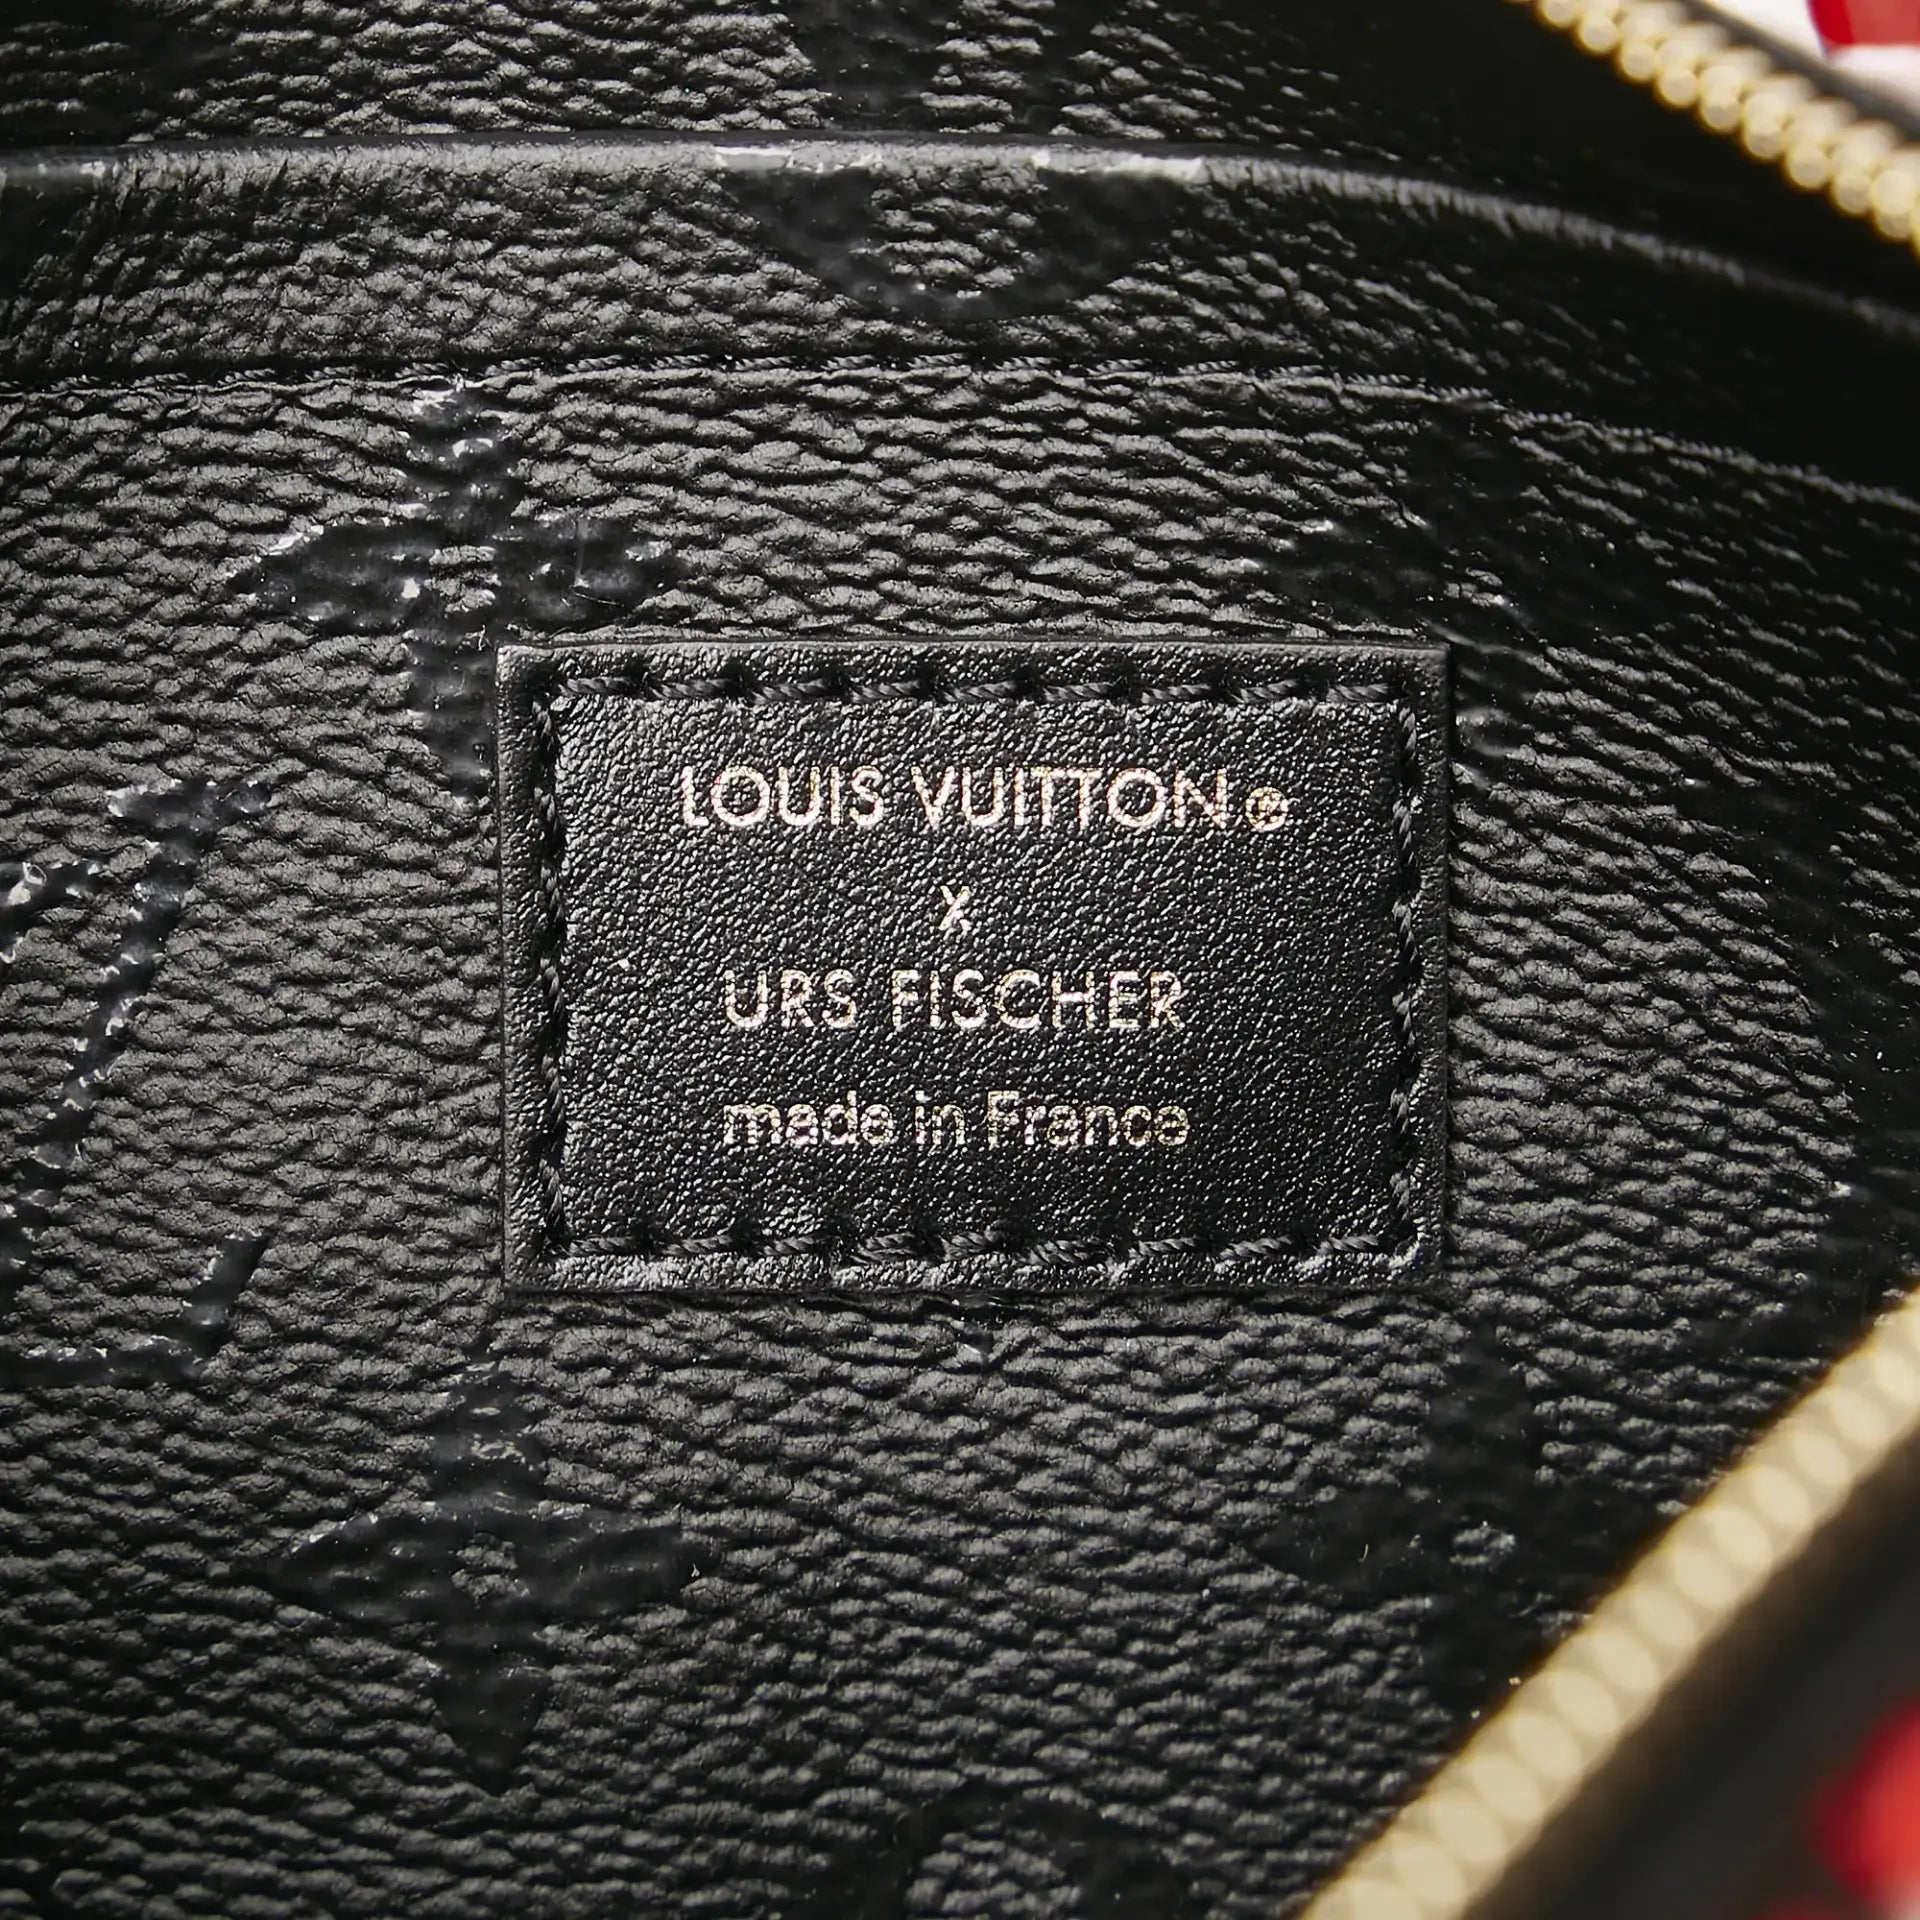 LOUIS VUITTON®
x
URS FISCHER
made in France